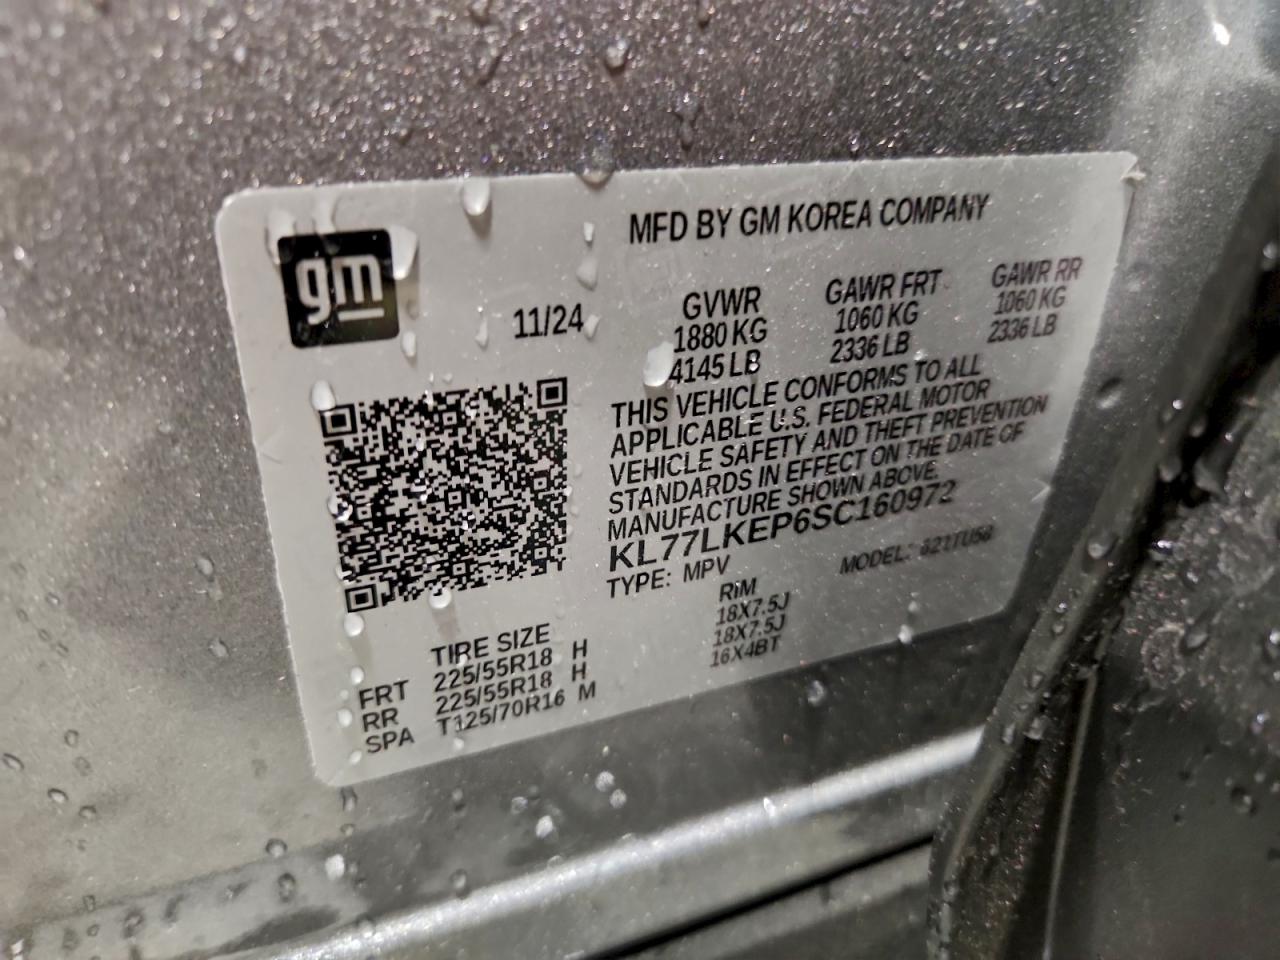 gm
MFD BY GM KOREA COMPANY
11/24
GVWR GAWR FRT GAWR RR
1880 KG 1060 KG 1060 KG
4145 LB 2336 LB 2336 LB
THIS VEHICLE CONFORMS TO ALL
APPLICABLE U.S. FEDERAL MOTOR
VEHICLE SAFETY AND THEFT PREVENTION
STANDARDS IN EFFECT ON THE DATE OF
MANUFACTURE SHOWN ABOVE.
KL77LKEP6SC160972
TYPE: MPV MODEL:
TIRE SIZE RIM
FRT 225/55R18 H 18X7.5J
RR 225/55R18 H 18X7.5J
SPA T125/70R16 M 16X4BT